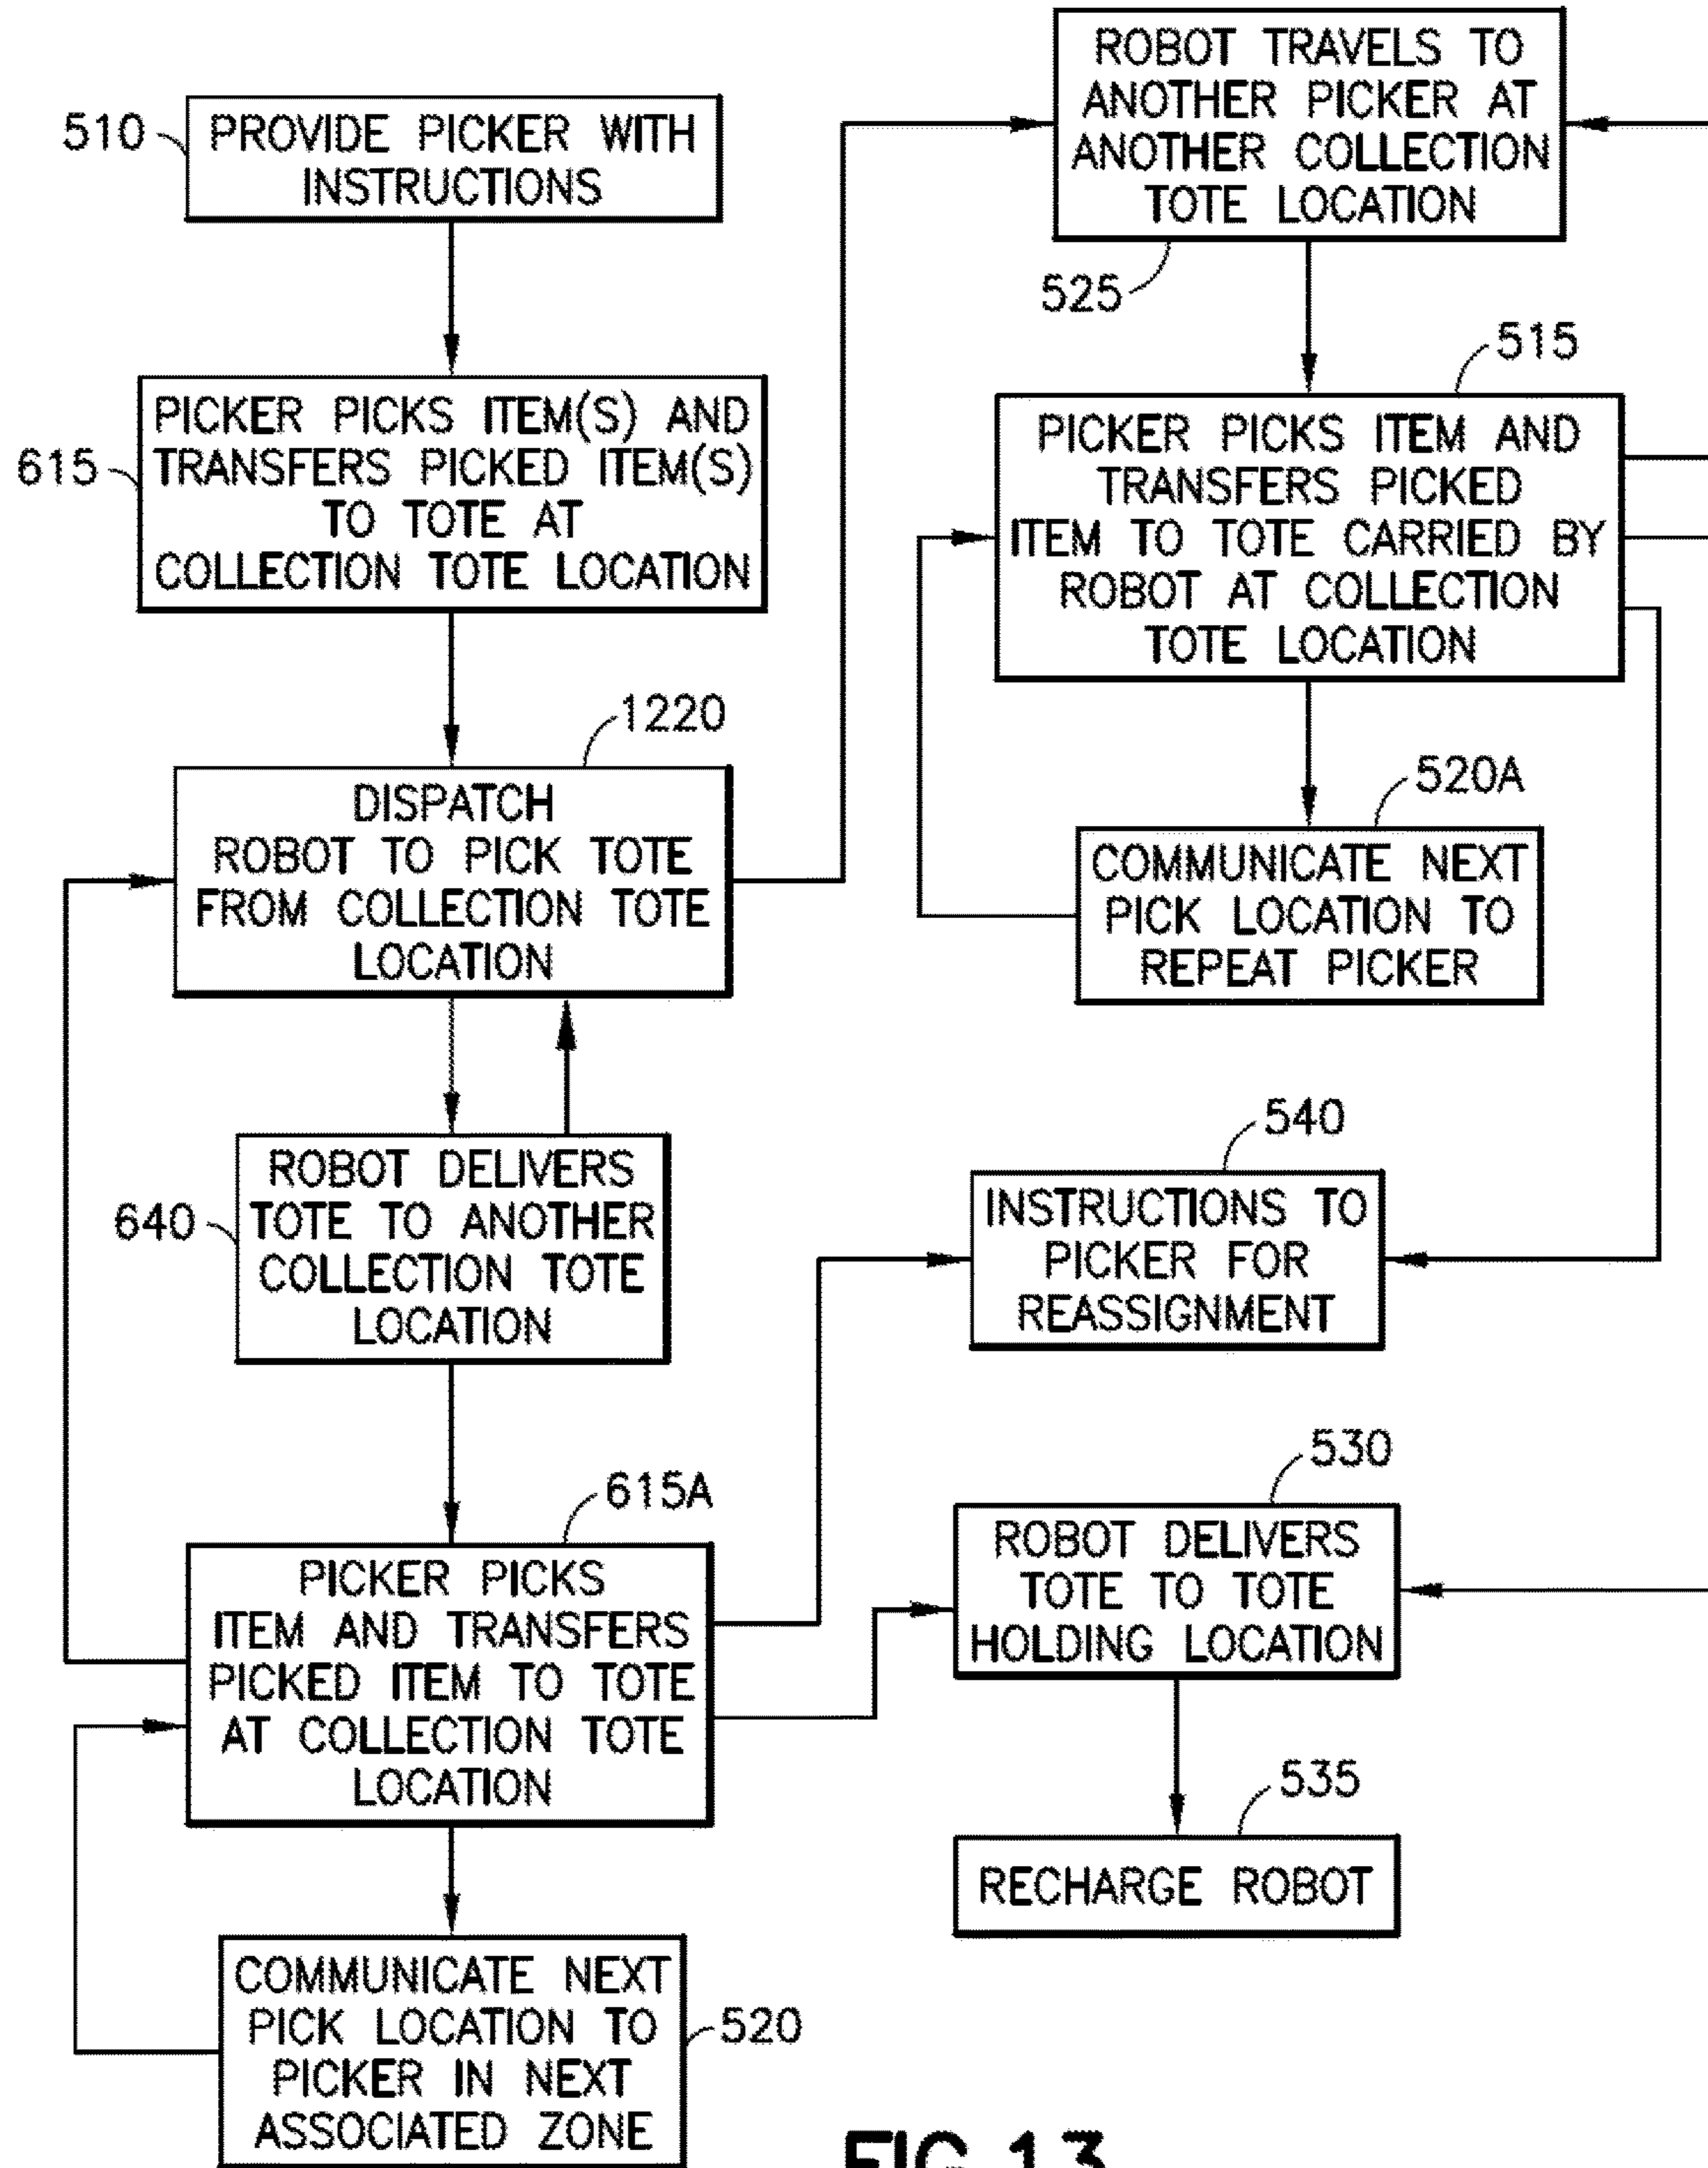 510
PROVIDE PICKER WITH
INSTRUCTIONS
615
PICKER PICKS ITEM(S) AND
TRANSFERS PICKED ITEM(S)
TO TOTE AT
COLLECTION TOTE LOCATION
1220
DISPATCH
ROBOT TO PICK TOTE
FROM COLLECTION TOTE
LOCATION
640
ROBOT DELIVERS
TOTE TO ANOTHER
COLLECTION TOTE
LOCATION
615A
PICKER PICKS
ITEM AND TRANSFERS
PICKED ITEM TO TOTE
AT COLLECTION TOTE
LOCATION
COMMUNICATE NEXT
PICK LOCATION TO
PICKER IN NEXT
ASSOCIATED ZONE
520
ROBOT TRAVELS TO
ANOTHER PICKER AT
ANOTHER COLLECTION
TOTE LOCATION
525
515
PICKER PICKS ITEM AND
TRANSFERS PICKED
ITEM TO TOTE CARRIED BY
ROBOT AT COLLECTION
TOTE LOCATION
520A
COMMUNICATE NEXT
PICK LOCATION TO
REPEAT PICKER
540
INSTRUCTIONS TO
PICKER FOR
REASSIGNMENT
530
ROBOT DELIVERS
TOTE TO TOTE
HOLDING LOCATION
535
RECHARGE ROBOT
FIG.13